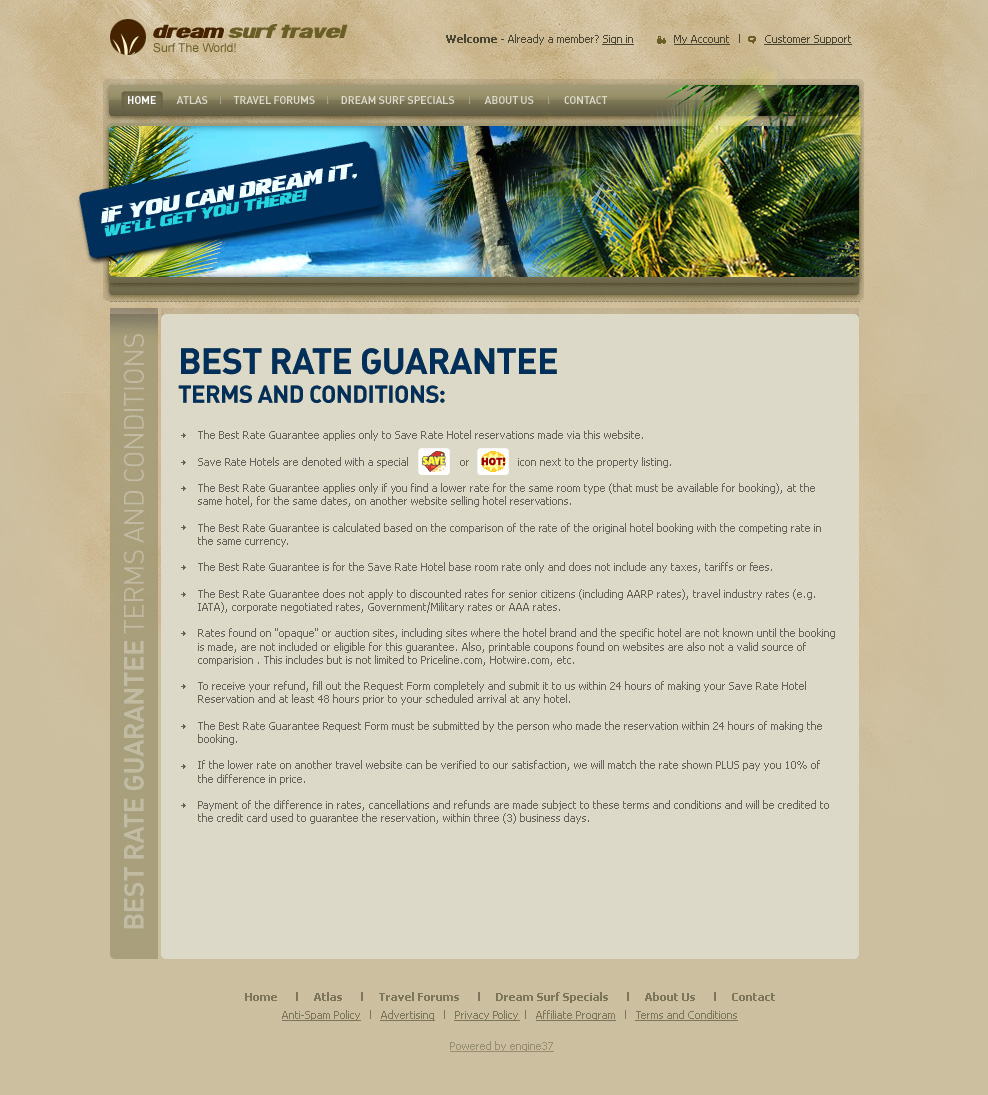 dream surf travel
Surf The World!
Welcome - Already a member? Sign in
My Account | Customer Support
HOME
ATLAS | TRAVEL FORUMS | DREAM SURF SPECIALS | ABOUT US | CONTACT
IF YOU CAN DREAM IT,
WE'LL GET YOU THERE!
BEST RATE GUARANTEE TERMS AND CONDITIONS
BEST RATE GUARANTEE
TERMS AND CONDITIONS:
The Best Rate Guarantee applies only to Save Rate Hotel reservations made via this website.
Save Rate Hotels are denoted with a special SAVE or HOT! icon next to the property listing.
The Best Rate Guarantee applies only if you find a lower rate for the same room type (that must be available for booking), at the
same hotel, for the same dates, on another website selling hotel reservations.
The Best Rate Guarantee is calculated based on the comparison of the rate of the original hotel booking with the competing rate in
the same currency.
The Best Rate Guarantee is for the Save Rate Hotel base room rate only and does not include any taxes, tariffs or fees.
The Best Rate Guarantee does not apply to discounted rates for senior citizens (including AARP rates), travel industry rates (e.g.
IATA), corporate negotiated rates, Government/Military rates or AAA rates.
Rates found on "opaque" or auction sites, including sites where the hotel brand and the specific hotel are not known until the booking
is made, are not included or eligible for this guarantee. Also, printable coupons found on websites are also not a valid source of
comparision . This includes but is not limited to Priceline.com, Hotwire.com, etc.
To receive your refund, fill out the Request Form completely and submit it to us within 24 hours of making your Save Rate Hotel
Reservation and at least 48 hours prior to your scheduled arrival at any hotel.
The Best Rate Guarantee Request Form must be submitted by the person who made the reservation within 24 hours of making the
booking.
If the lower rate on another travel website can be verified to our satisfaction, we will match the rate shown PLUS pay you 10% of
the difference in price.
Payment of the difference in rates, cancellations and refunds are made subject to these terms and conditions and will be credited to
the credit card used to guarantee the reservation, within three (3) business days.
Home | Atlas | Travel Forums | Dream Surf Specials | About Us | Contact
Anti-Spam Policy | Advertising | Privacy Policy | Affiliate Program | Terms and Conditions
Powered by engine37